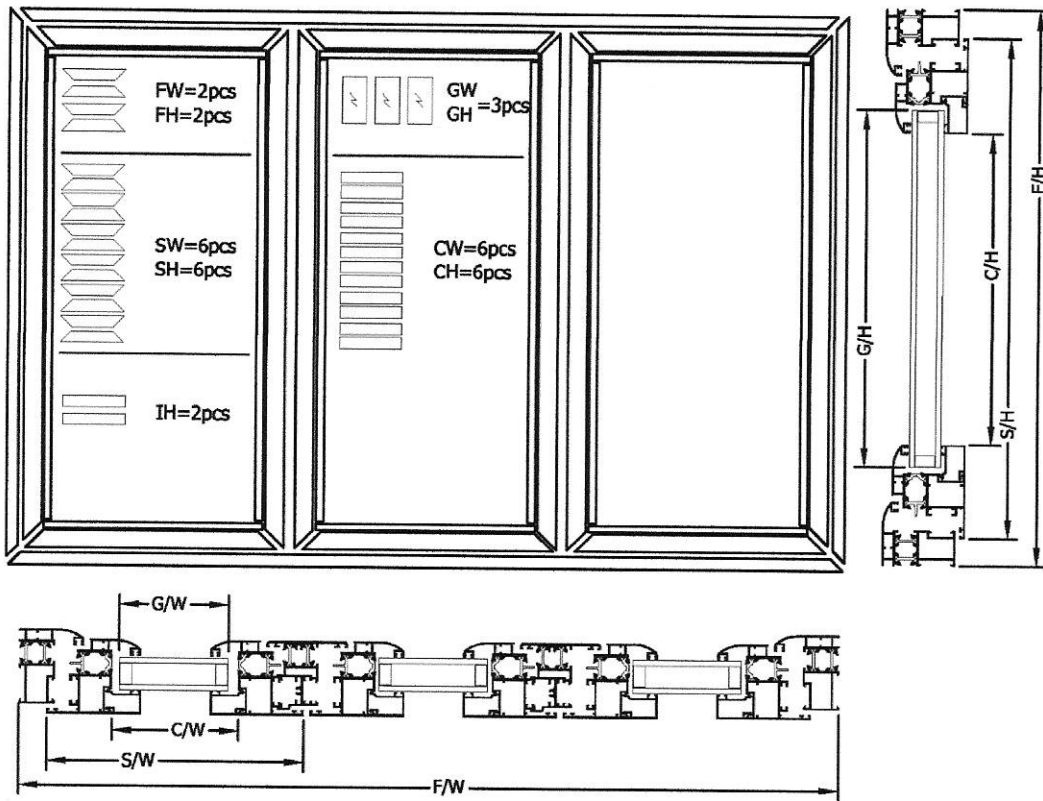 FW=2pcs
FH=2pcs
SW=6pcs
SH=6pcs
IH=2pcs
GW
GH =3pcs
CW=6pcs
CH=6pcs
G/H
C/H
S/H
F/H
G/W
C/W
S/W
F/W